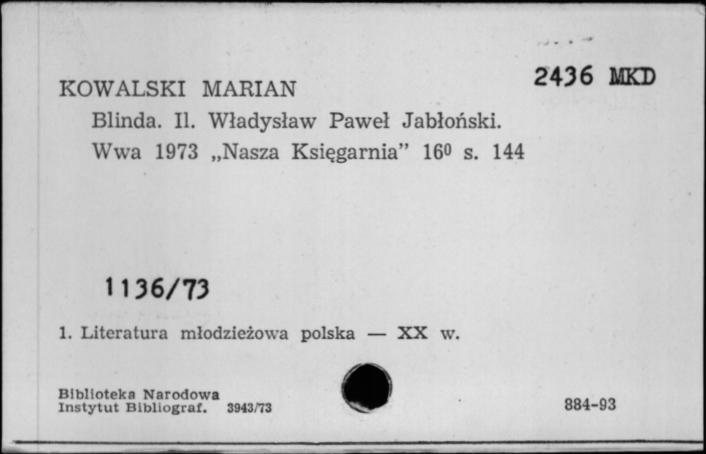 2436 MKD
KOWALSKI MARIAN
Blinda. Il. Władysław Paweł Jabłoński.
Wwa 1973 „Nasza Księgarnia” 16⁰ s. 144
1136/73
1. Literatura młodzieżowa polska — XX w.
Biblioteka Narodowa
Instytut Bibliograf. 3943/73
884-93